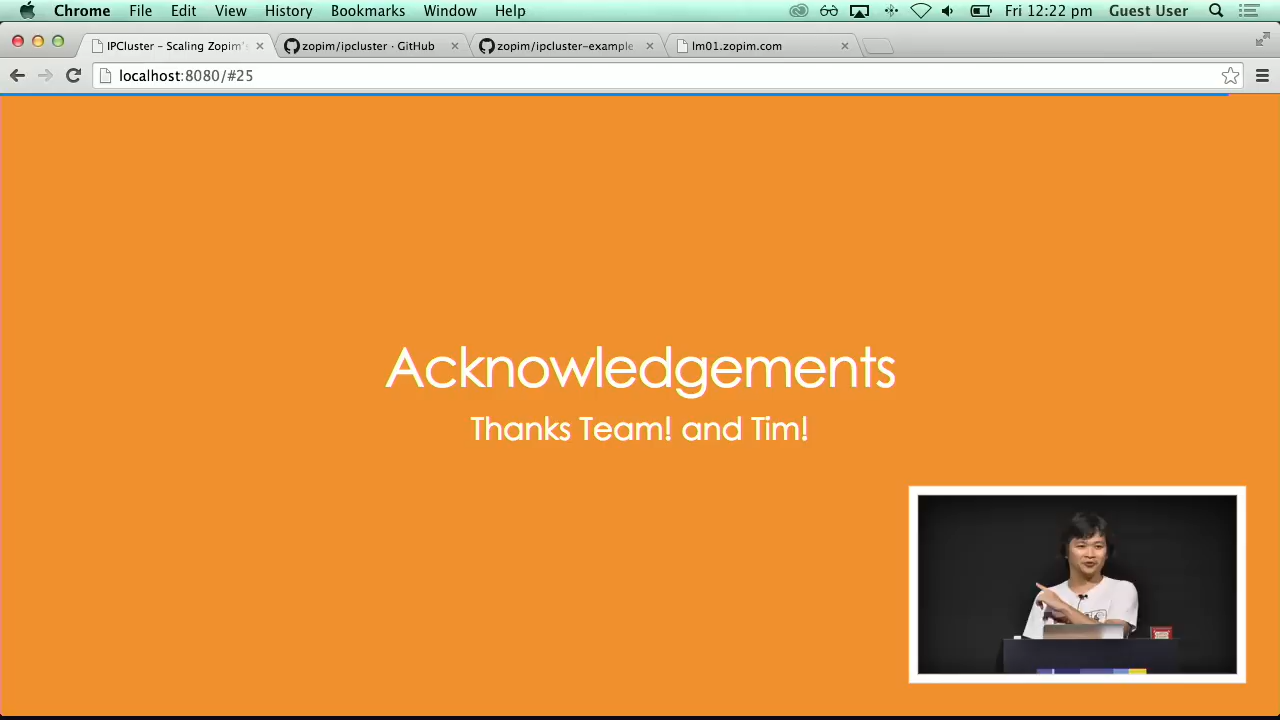 Chrome File Edit View History Bookmarks Window Help Fri 12:22 pm Guest User
IPCluster – Scaling Zopim's zopim/ipcluster · GitHub zopim/ipcluster-example lm01.zopim.com
localhost:8080/#25
Acknowledgements
Thanks Team! and Tim!